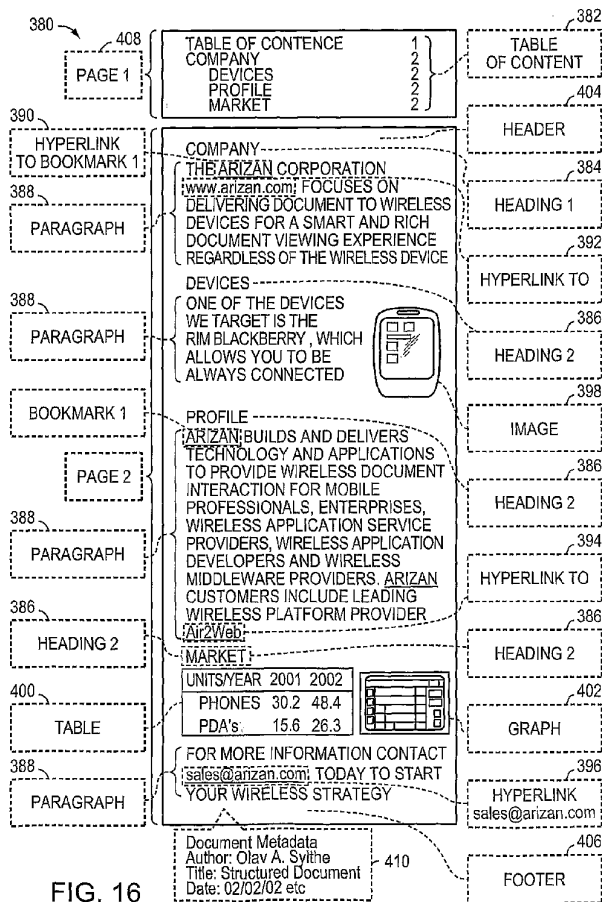 380
408
PAGE 1
TABLE OF CONTENCE 1
COMPANY 2
DEVICES 2
PROFILE 2
MARKET 2
382
TABLE
OF CONTENT
390
HYPERLINK
TO BOOKMARK 1
388
PARAGRAPH
388
PARAGRAPH
BOOKMARK 1
PAGE 2
388
PARAGRAPH
386
HEADING 2
400
TABLE
388
PARAGRAPH
COMPANY
THE ARIZAN CORPORATION
www.arizan.com FOCUSES ON
DELIVERING DOCUMENT TO WIRELESS
DEVICES FOR A SMART AND RICH
DOCUMENT VIEWING EXPERIENCE
REGARDLESS OF THE WIRELESS DEVICE
DEVICES
ONE OF THE DEVICES
WE TARGET IS THE
RIM BLACKBERRY , WHICH
ALLOWS YOU TO BE
ALWAYS CONNECTED
PROFILE
ARIZAN BUILDS AND DELIVERS
TECHNOLOGY AND APPLICATIONS
TO PROVIDE WIRELESS DOCUMENT
INTERACTION FOR MOBILE
PROFESSIONALS, ENTERPRISES,
WIRELESS APPLICATION SERVICE
PROVIDERS, WIRELESS APPLICATION
DEVELOPERS AND WIRELESS
MIDDLEWARE PROVIDERS. ARIZAN
CUSTOMERS INCLUDE LEADING
WIRELESS PLATFORM PROVIDER
Air2Web
MARKET
UNITS/YEAR 2001 2002
PHONES 30.2 48.4
PDA's 15.6 26.3
FOR MORE INFORMATION CONTACT
sales@arizan.com TODAY TO START
YOUR WIRELESS STRATEGY
404
HEADER
384
HEADING 1
392
HYPERLINK TO
386
HEADING 2
398
IMAGE
386
HEADING 2
394
HYPERLINK TO
386
HEADING 2
402
GRAPH
396
HYPERLINK
sales@arizan.com
406
FOOTER
Document Metadata
Author: Olav A. Sylthe
Title: Structured Document
Date: 02/02/02 etc
410
FIG. 16